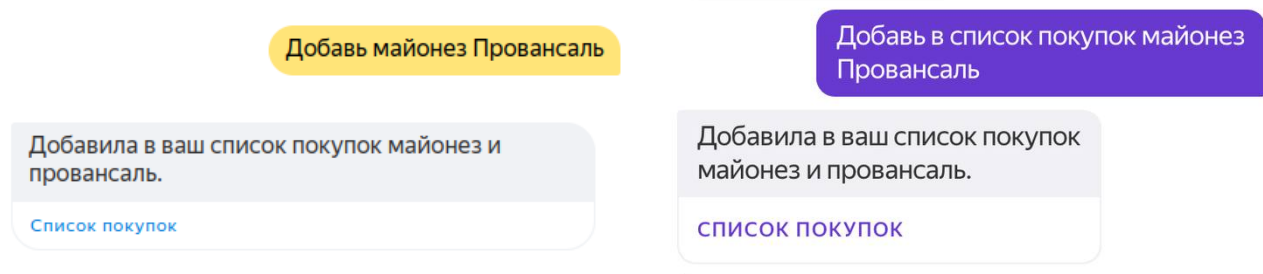 Добавь майонез Провансаль
Добавила в ваш список покупок майонез и
провансаль.
Список покупок
Добавь в список покупок майонез
Провансаль
Добавила в ваш список покупок
майонез и провансаль.
СПИСОК ПОКУПОК